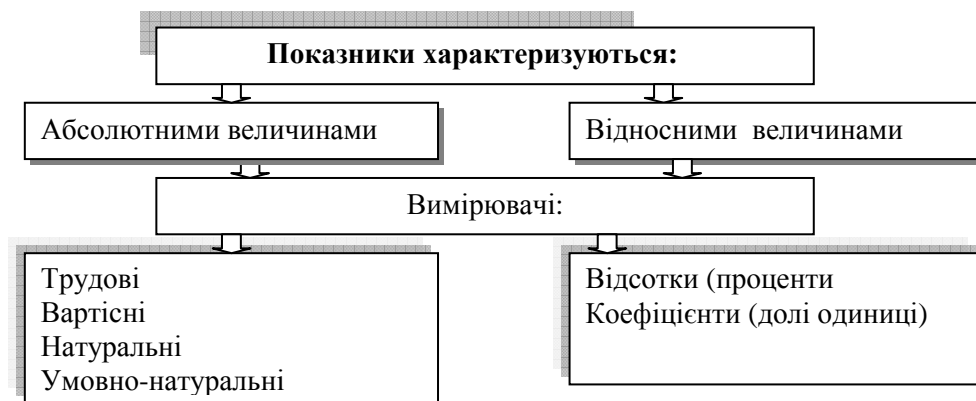 Показники характеризуються:
Абсолютними величинами
Відносними величинами
Вимірювачі:
Трудові
Вартісні
Натуральні
Умовно-натуральні
Відсотки (проценти
Коефіцієнти (долі одиниці)